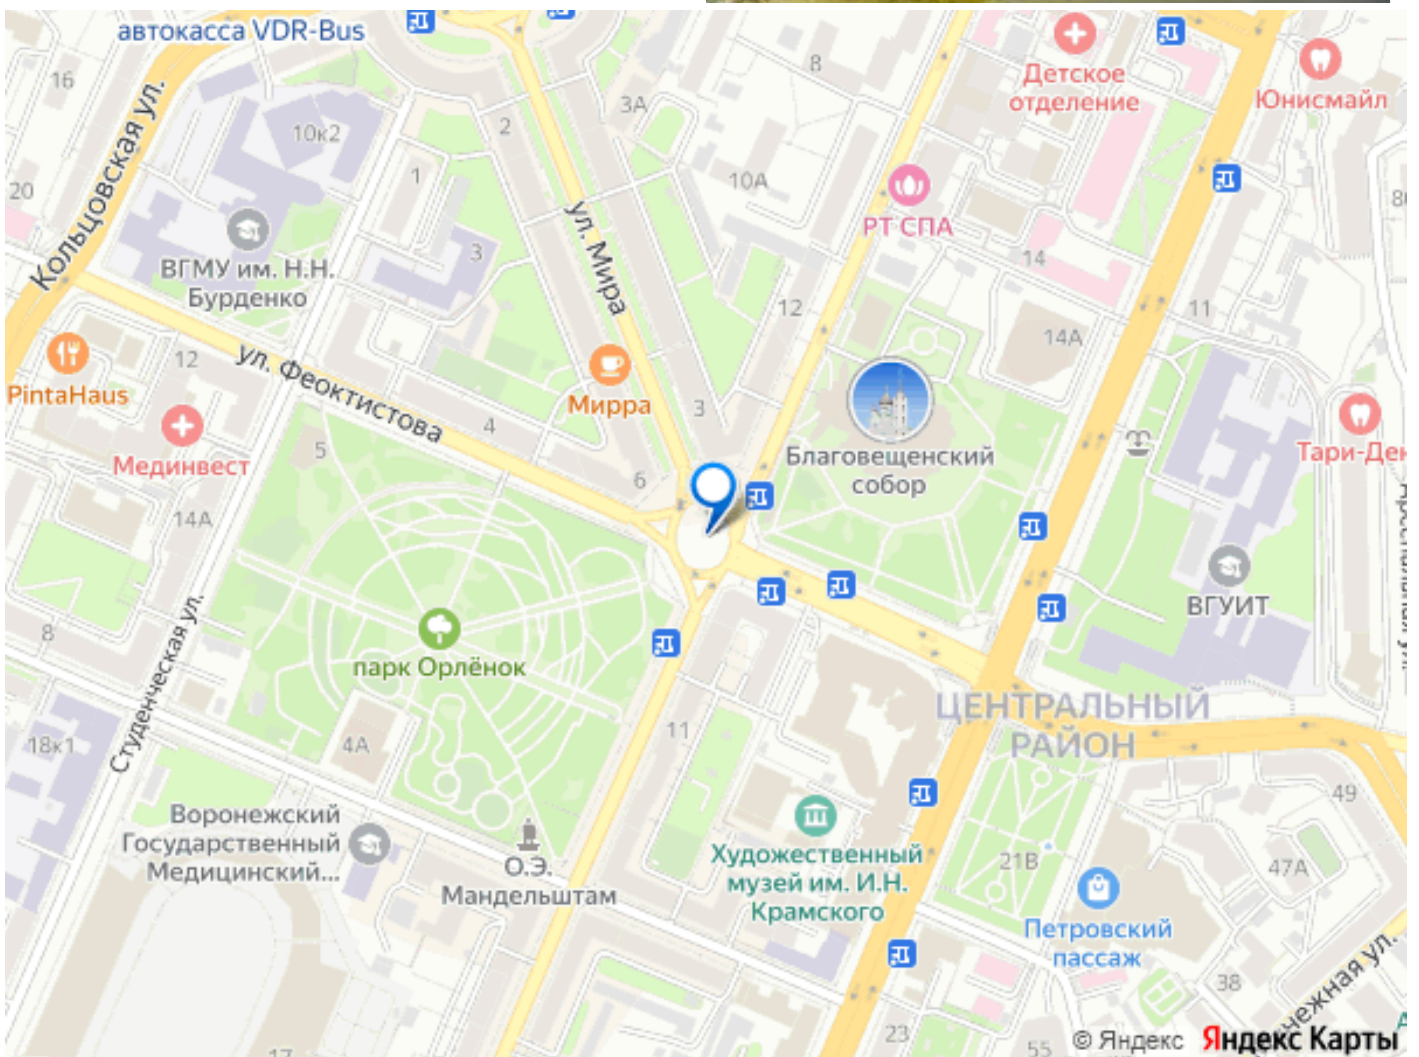 автокасса VDR-Bus
16
8
Детское
отделение
Юнисмайл
3А
2
10к2
Кольцовская ул.
1
10А
20
РТ СПА
ул. Мира
3
14
ВГМУ им. Н.Н.
Бурденко
12
11
14А
12
ул. Феоктистова
PintaHaus
Мирра
3
4
5
Мединвест
Благовещенский
собор
Тари-Ден
6
14А
ВГУИТ
Студенческая ул.
8
парк Орлёнок
ЦЕНТРАЛЬНЫЙ
РАЙОН
11
18к1
4А
49
Воронежский
Государственный
Медицинский...
О.Э.
Мандельштам
Художественный
музей им. И.Н.
Крамского
21В
47А
Петровский
пассаж
38
23
55
© Яндекс Яндекс Карты